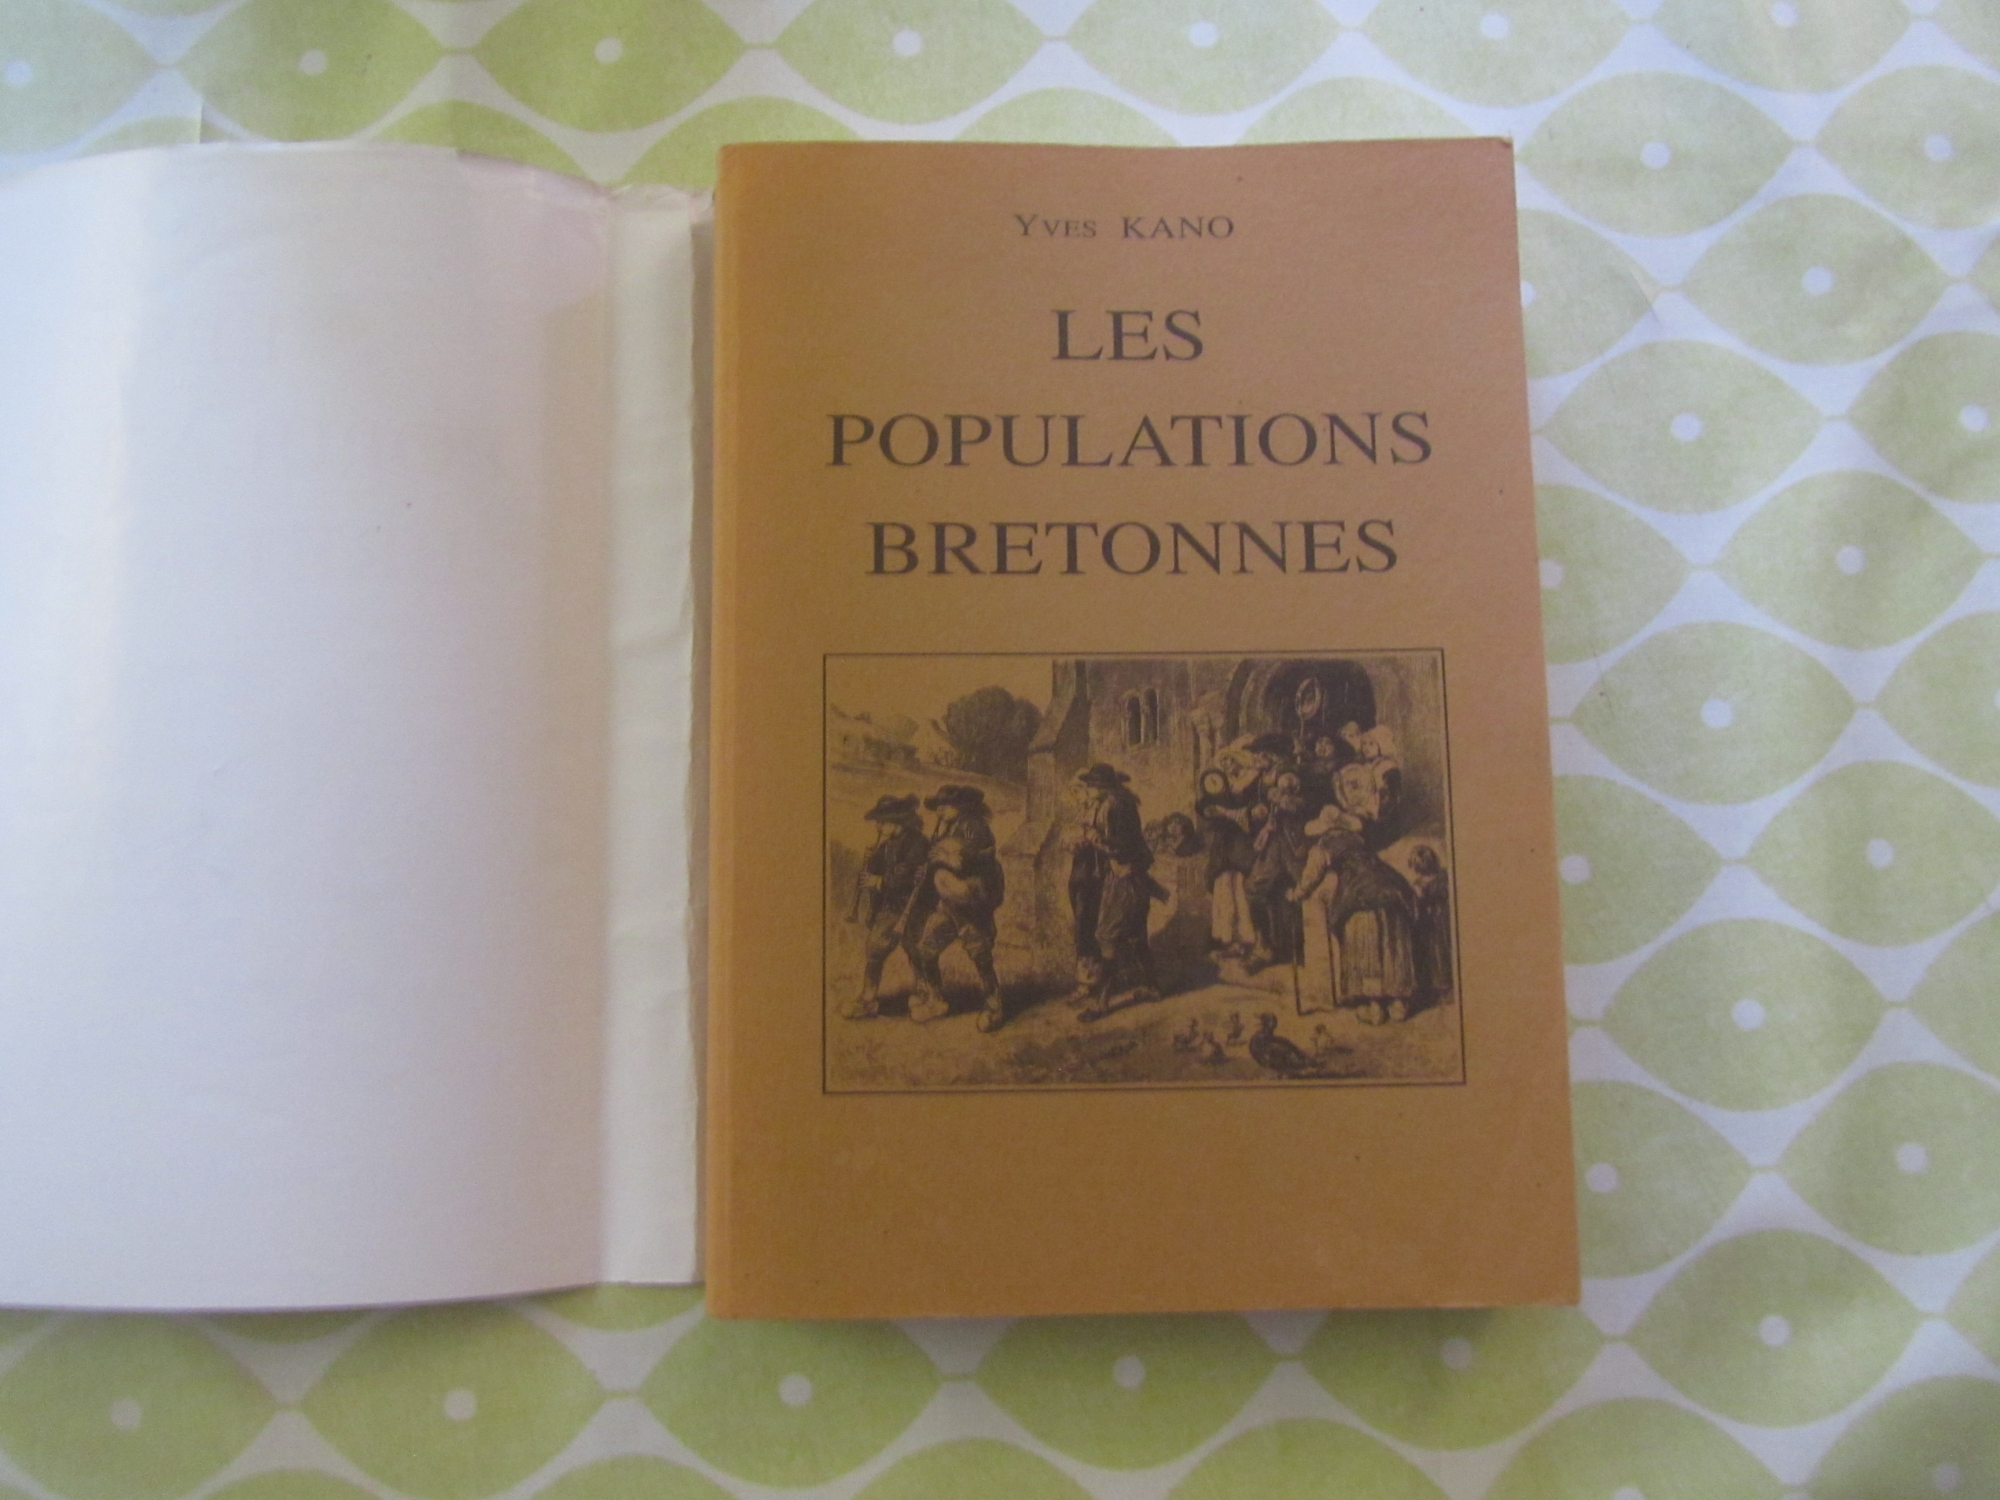 Yves KANO
LES
POPULATIONS
BRETONNES